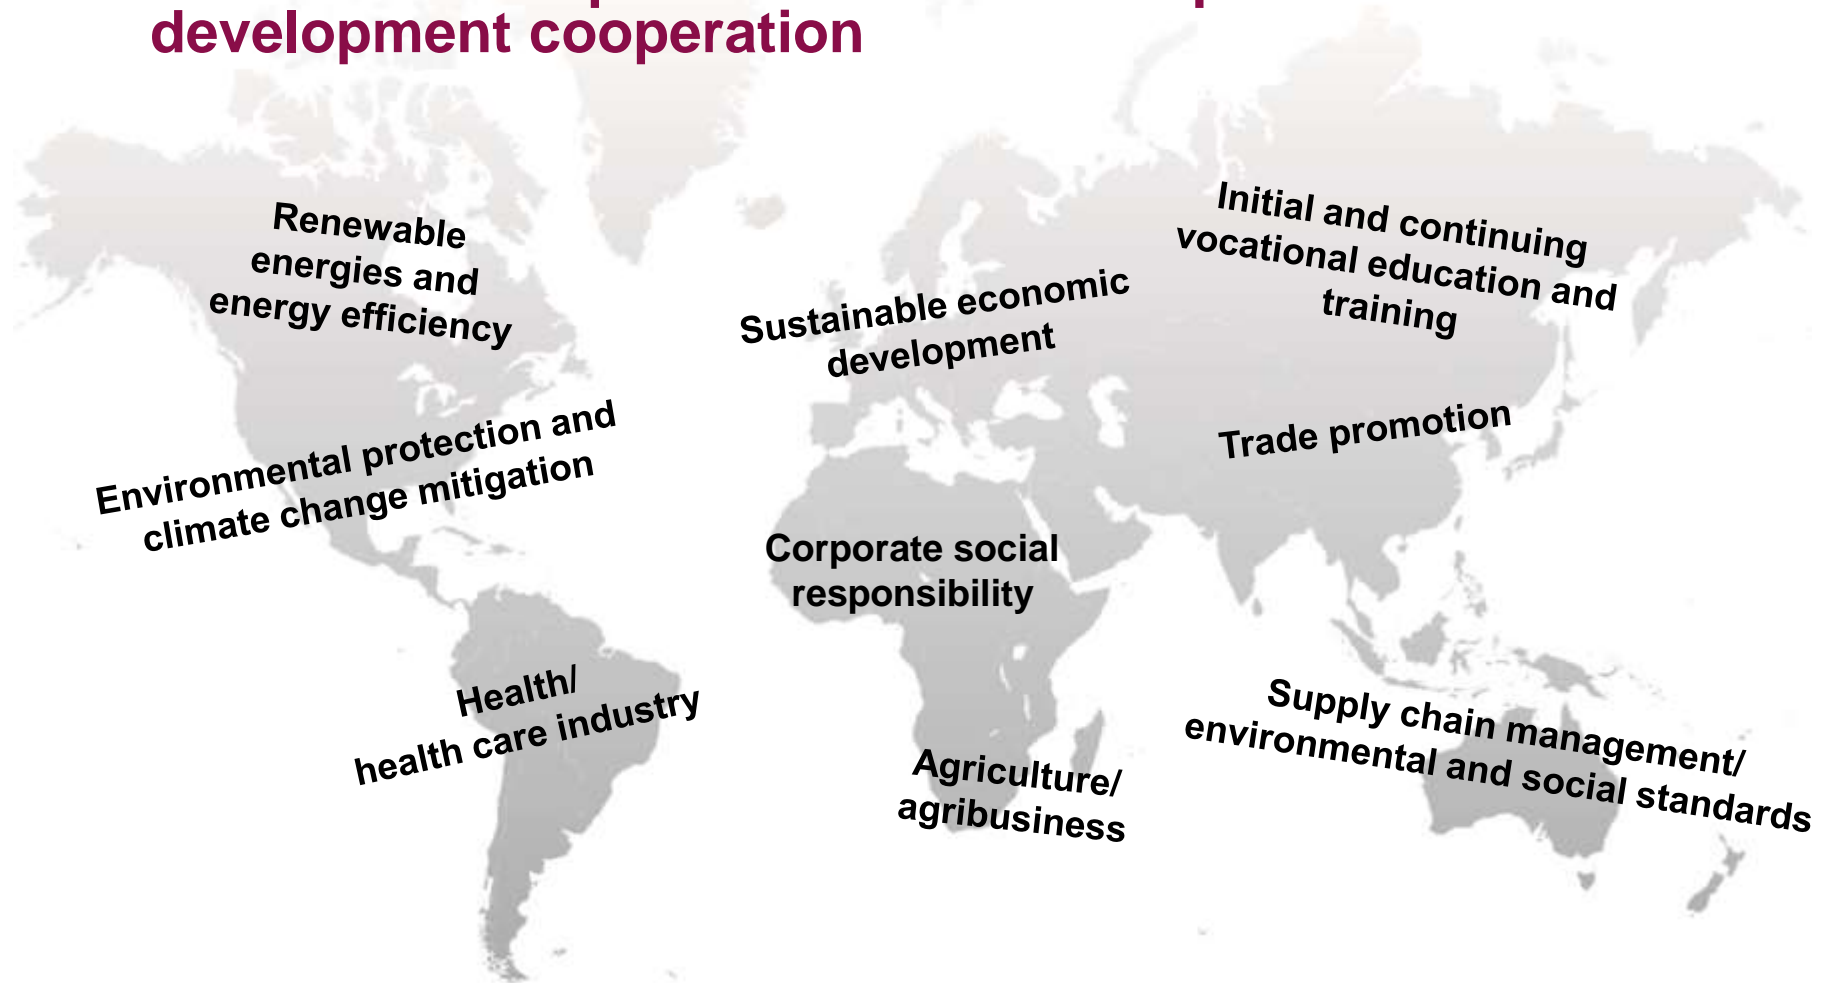 development cooperation
Renewable
energies and
energy efficiency
Initial and continuing
vocational education and
training
Sustainable economic
development
Environmental protection and
climate change mitigation
Trade promotion
Corporate social
responsibility
Health/
health care industry
Supply chain management/
environmental and social standards
Agriculture/
agribusiness